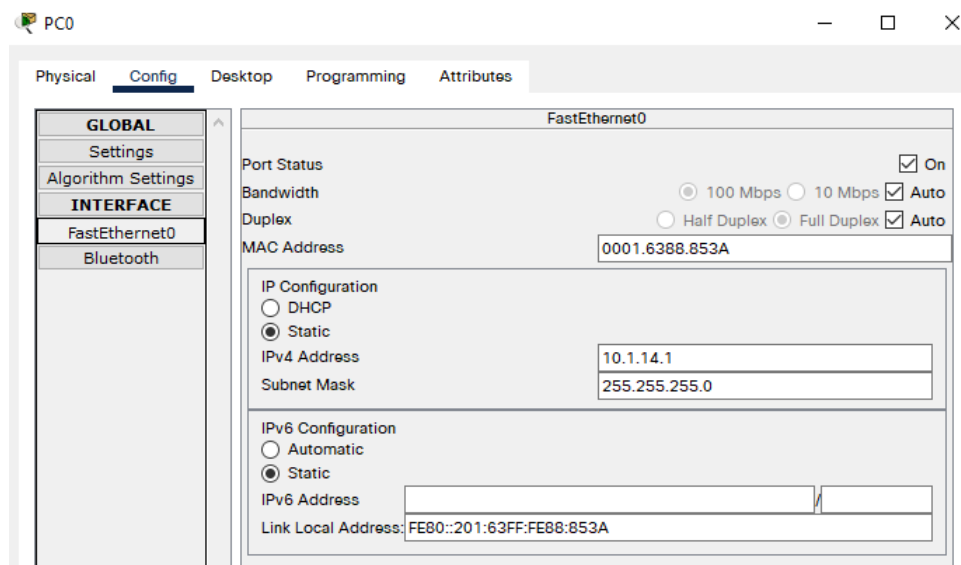 PC0
Physical Config Desktop Programming Attributes
GLOBAL
Settings
Algorithm Settings
INTERFACE
FastEthernet0
Bluetooth
FastEthernet0
Port Status On
Bandwidth 100 Mbps 10 Mbps Auto
Duplex Half Duplex Full Duplex Auto
MAC Address 0001.6388.853A
IP Configuration
DHCP
Static
IPv4 Address 10.1.14.1
Subnet Mask 255.255.255.0
IPv6 Configuration
Automatic
Static
IPv6 Address /
Link Local Address: FE80::201:63FF:FE88:853A